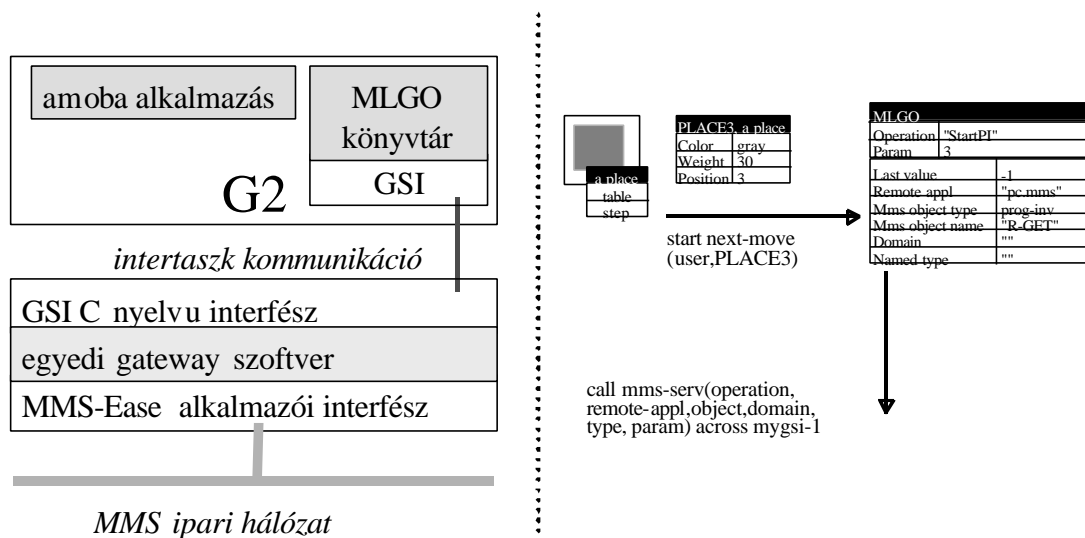 amoba alkalmazás
MLGO
könyvtár
GSI
G2
intertaszk kommunikáció
GSI C nyelvu interfész
egyedi gateway szoftver
MMS-Ease alkalmazói interfész
MMS ipari hálózat
a place
table
step
PLACE3, a place
Color gray
Weight 30
Position 3
start next-move
(user,PLACE3)
MLGO
Operation "StartPI"
Param 3
Last value -1
Remote appl "pc.mms"
Mms object type prog-inv
Mms object name "R-GET"
Domain ""
Named type ""
call mms-serv(operation,
remote-appl,object,domain,
type, param) across mygsi-1